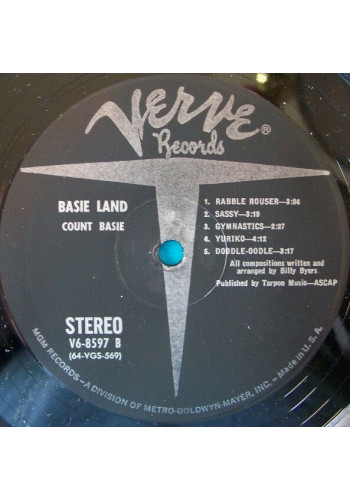 Verve®
Records
BASIE LAND
COUNT BASIE
1. RABBLE ROUSER—3:04
2. SASSY—3:19
3. GYMNASTICS—2:27
4. YURIKO—4:12
5. DOODLE-OODLE—3:17
All compositions written and
arranged by Billy Byers
Published by Tarpon Music—ASCAP
STEREO
V6-8597 B
(64-VGS-569)
MGM RECORDS—A DIVISION OF METRO-GOLDWYN-MAYER, INC.—Made in U.S.A.